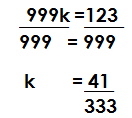 999k =123
999 = 999
k = 41
333